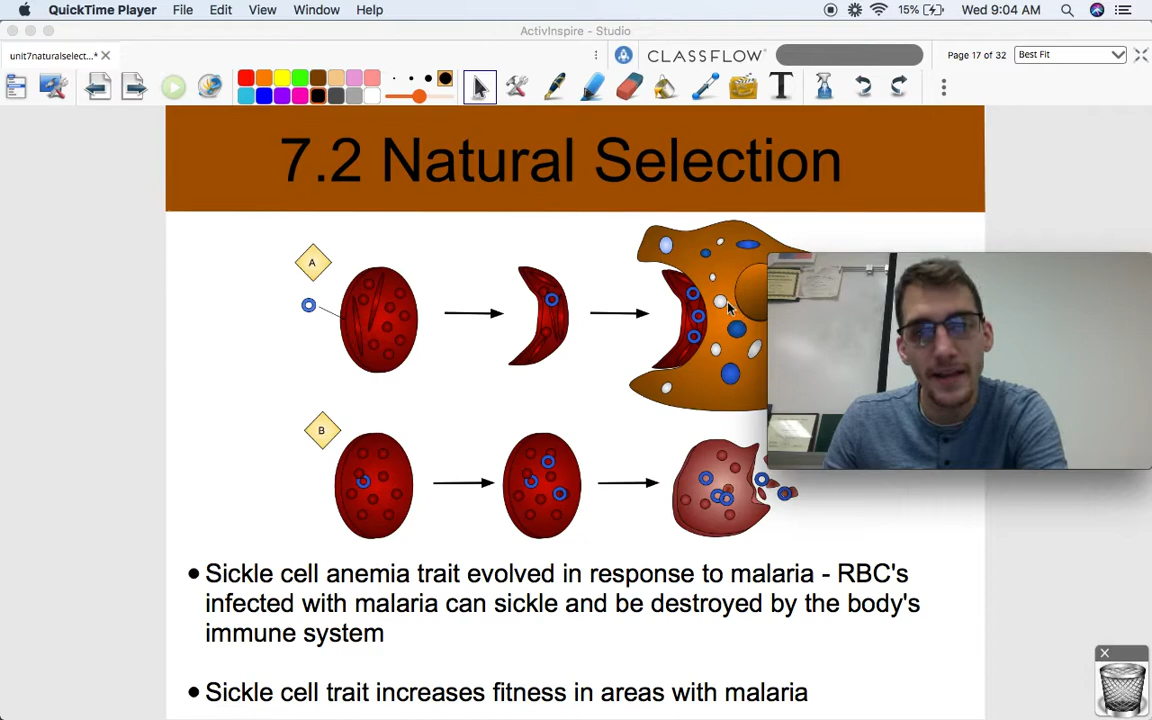 QuickTime Player File Edit View Window Help 15% Wed 9:04 AM
ActivInspire - Studio
unit7naturalselect...* CLASSFLOW Page 17 of 32 Best Fit
7.2 Natural Selection
A
B
• Sickle cell anemia trait evolved in response to malaria - RBC's
infected with malaria can sickle and be destroyed by the body's
immune system
• Sickle cell trait increases fitness in areas with malaria